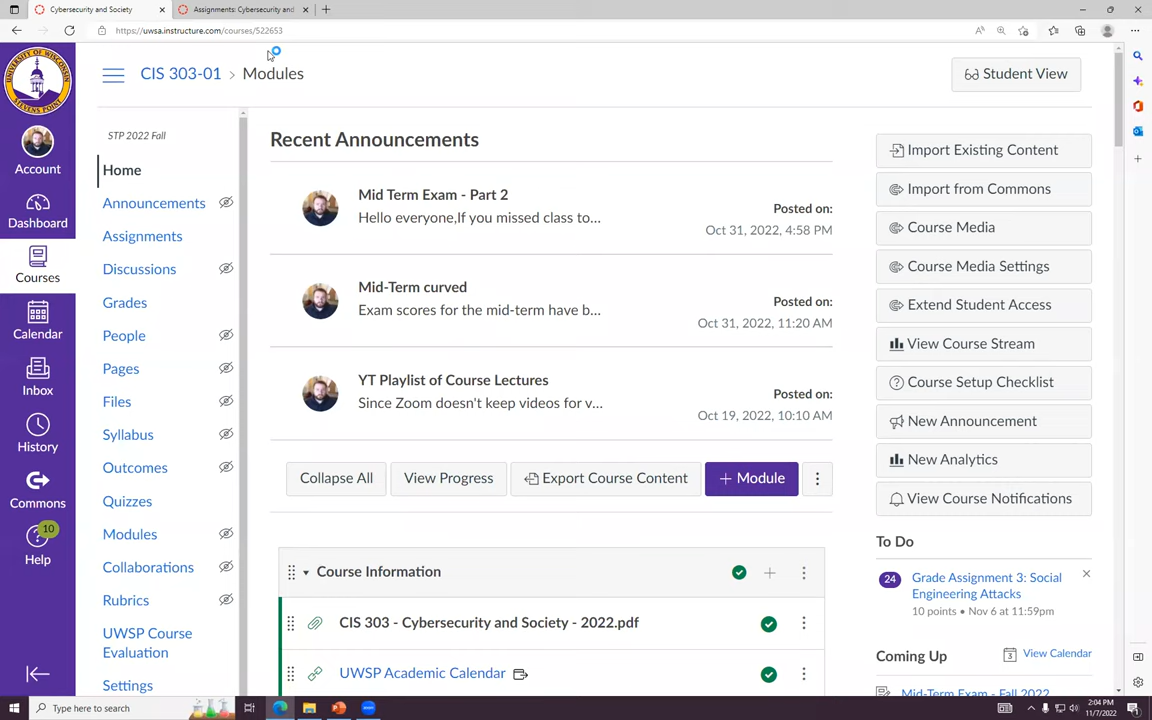 Cybersecurity and Society
Assignments: Cybersecurity and
https://uwsa.instructure.com/courses/522653
UNIVERSITY OF WISCONSIN
STEVENS POINT
Account
Dashboard
Courses
Calendar
Inbox
History
Commons
10
Help
CIS 303-01 > Modules
Student View
STP 2022 Fall
Home
Announcements
Assignments
Discussions
Grades
People
Pages
Files
Syllabus
Outcomes
Quizzes
Modules
Collaborations
Rubrics
UWSP Course
Evaluation
Settings
Recent Announcements
Mid Term Exam - Part 2
Hello everyone,If you missed class to...
Posted on:
Oct 31, 2022, 4:58 PM
Mid-Term curved
Exam scores for the mid-term have b...
Posted on:
Oct 31, 2022, 11:20 AM
YT Playlist of Course Lectures
Since Zoom doesn't keep videos for v...
Posted on:
Oct 19, 2022, 10:10 AM
Collapse All
View Progress
Export Course Content
+ Module
Course Information
CIS 303 - Cybersecurity and Society - 2022.pdf
UWSP Academic Calendar
Import Existing Content
Import from Commons
Course Media
Course Media Settings
Extend Student Access
View Course Stream
Course Setup Checklist
New Announcement
New Analytics
View Course Notifications
To Do
24
Grade Assignment 3: Social
Engineering Attacks
10 points • Nov 6 at 11:59pm
Coming Up
3
View Calendar
Mid-Term Exam - Fall 2022
Type here to search
2:04 PM
11/7/2022